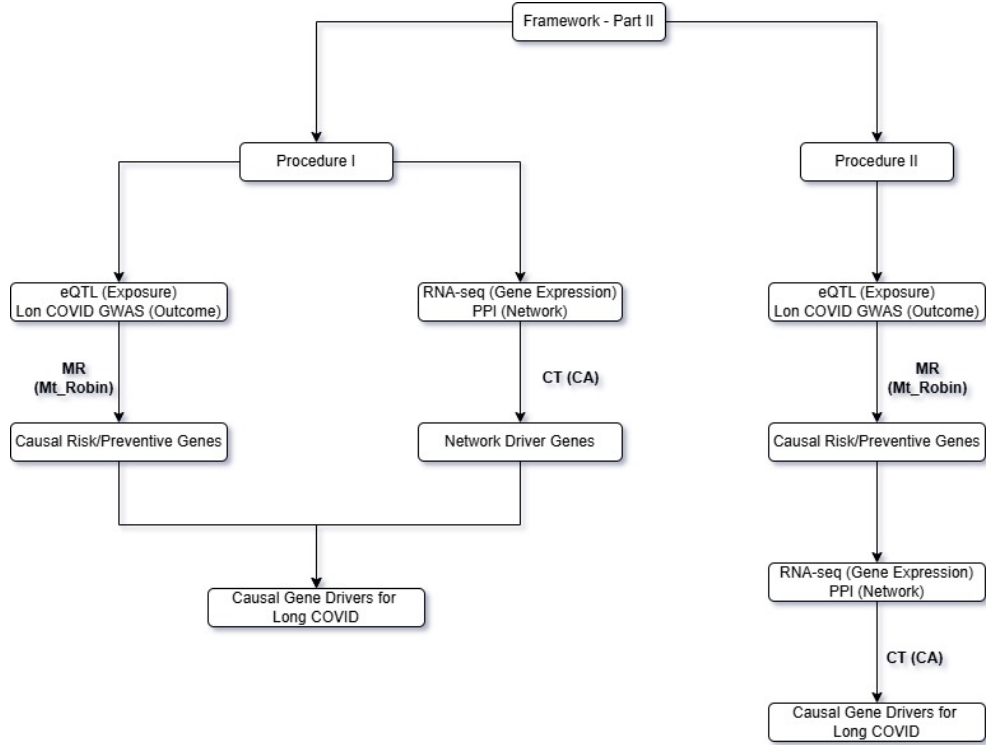 Framework - Part II
Procedure I
Procedure II
eQTL (Exposure)
Lon COVID GWAS (Outcome)
RNA-seq (Gene Expression)
PPI (Network)
eQTL (Exposure)
Lon COVID GWAS (Outcome)
MR
(Mt_Robin)
CT (CA)
MR
(Mt_Robin)
Causal Risk/Preventive Genes
Network Driver Genes
Causal Risk/Preventive Genes
Causal Gene Drivers for
Long COVID
RNA-seq (Gene Expression)
PPI (Network)
CT (CA)
Causal Gene Drivers for
Long COVID